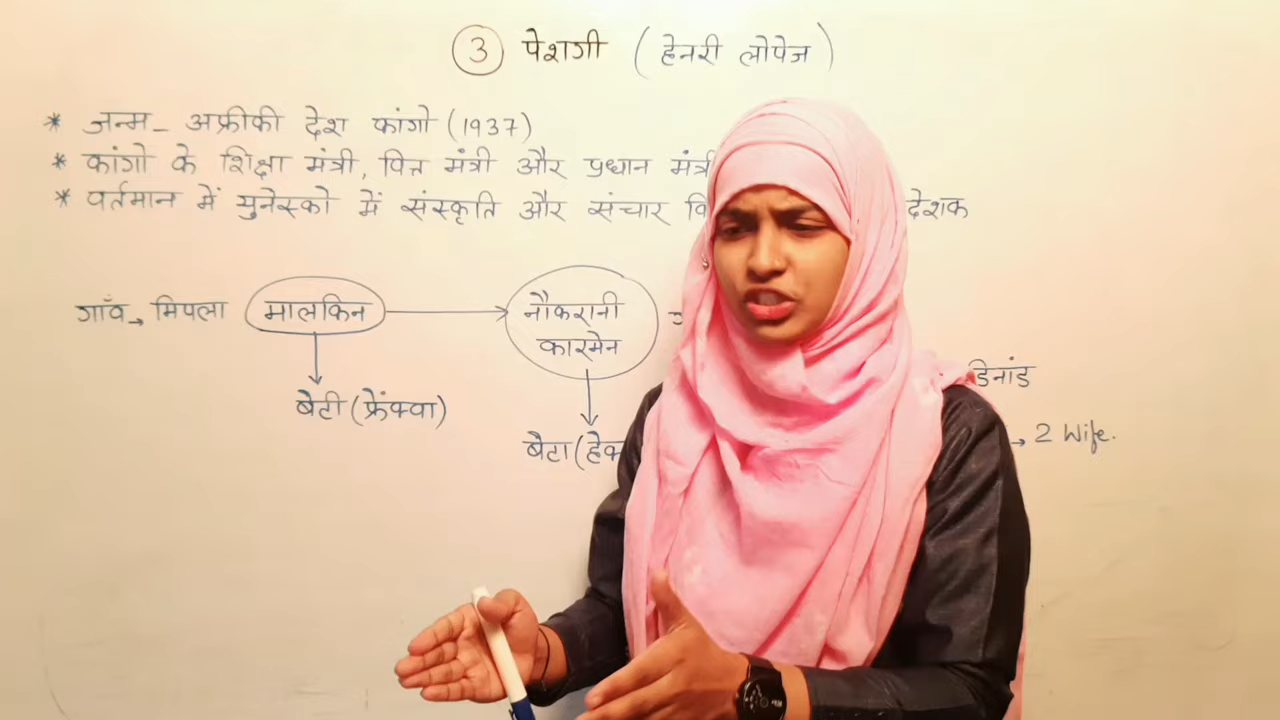 3 पेशगी (हेनरी लोपेज)
* जन्म - अफ्रीकी देश कांगो (1937)
* कांगो के शिक्षा मंत्री, वित्त मंत्री और प्रधान मंत्री
* वर्तमान में युनेस्को में संस्कृति और संचार वि देशक
गाँव → मिपला मालकिन → नौकरानी
कारमेन
डिनांड
बेटी (फ्रेंक्वा)
→ 2 Wife.
बेटा (हेक